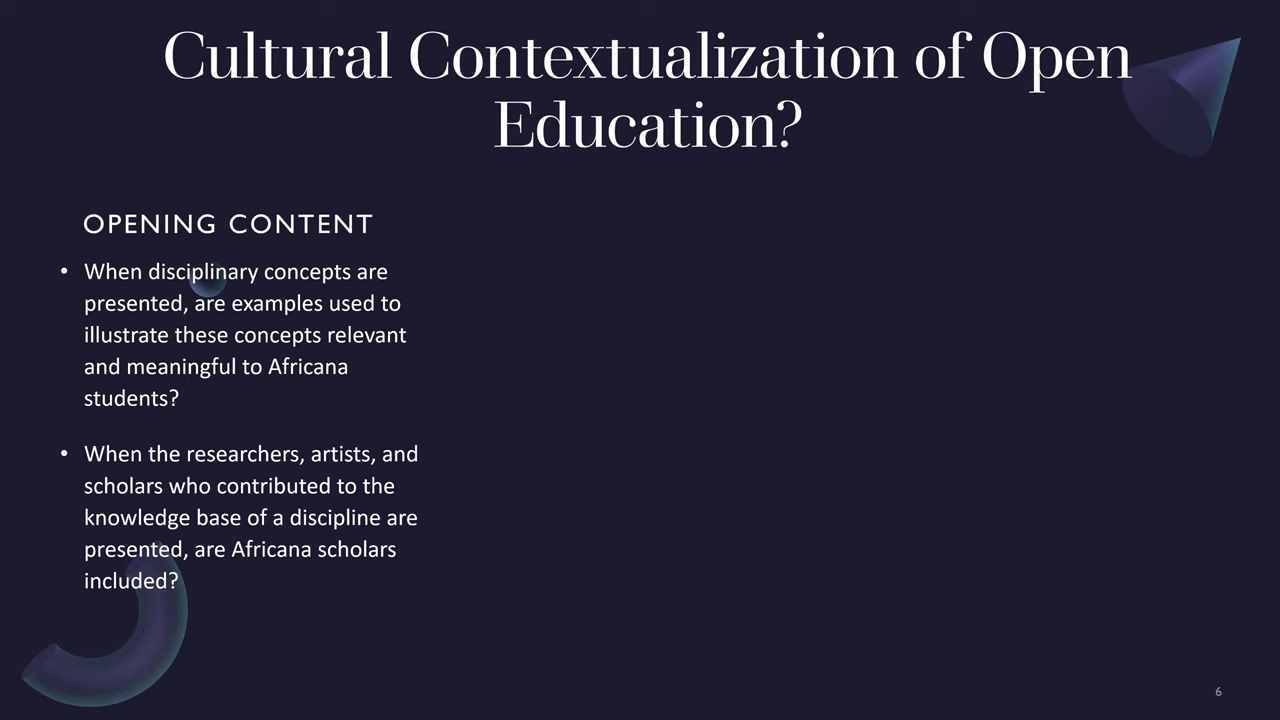 Cultural Contextualization of Open
Education?
OPENING CONTENT
• When disciplinary concepts are
presented, are examples used to
illustrate these concepts relevant
and meaningful to Africana
students?
• When the researchers, artists, and
scholars who contributed to the
knowledge base of a discipline are
presented, are Africana scholars
included?
6